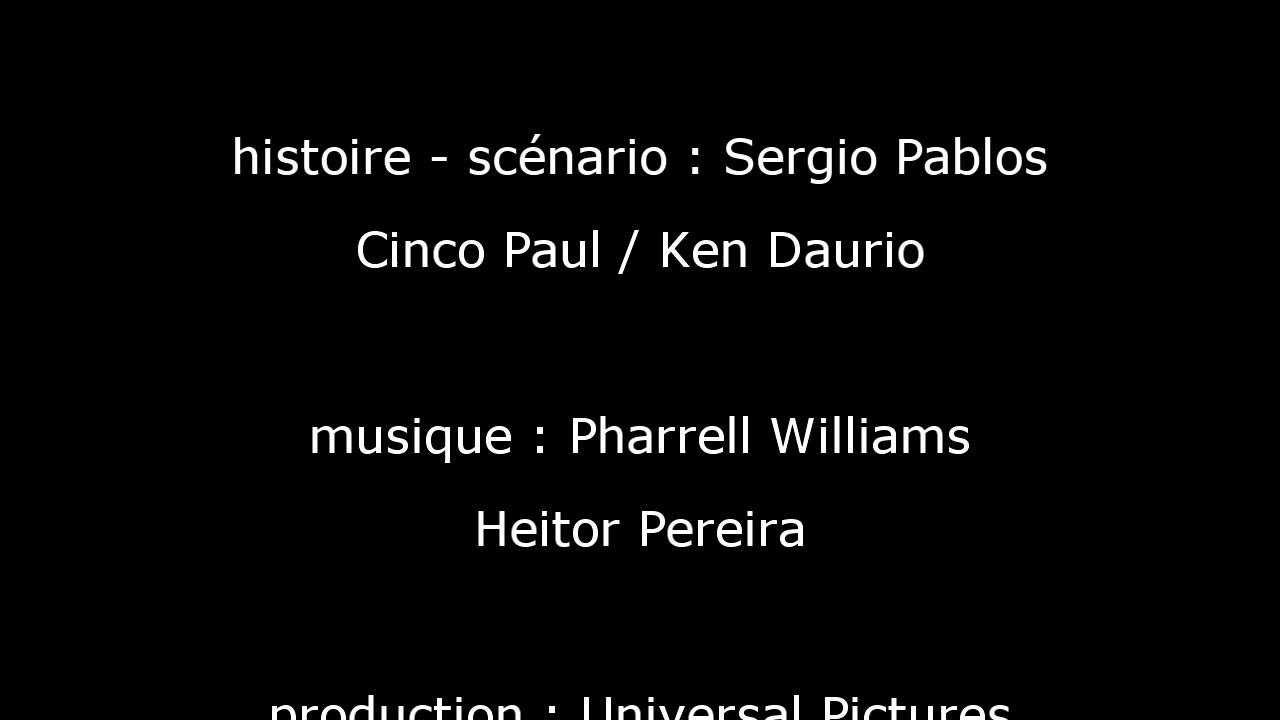 histoire - scénario : Sergio Pablos
Cinco Paul / Ken Daurio
musique : Pharrell Williams
Heitor Pereira
production : Universal Pictures